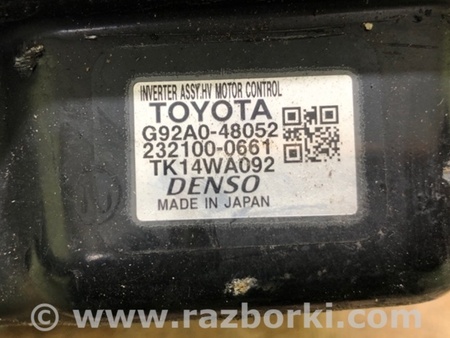 INVERTER ASSY.HV MOTOR CONTROL
TOYOTA
G92A0-48052
232100-0661
TK14WA092
DENSO
MADE IN JAPAN
© www.razborki.com